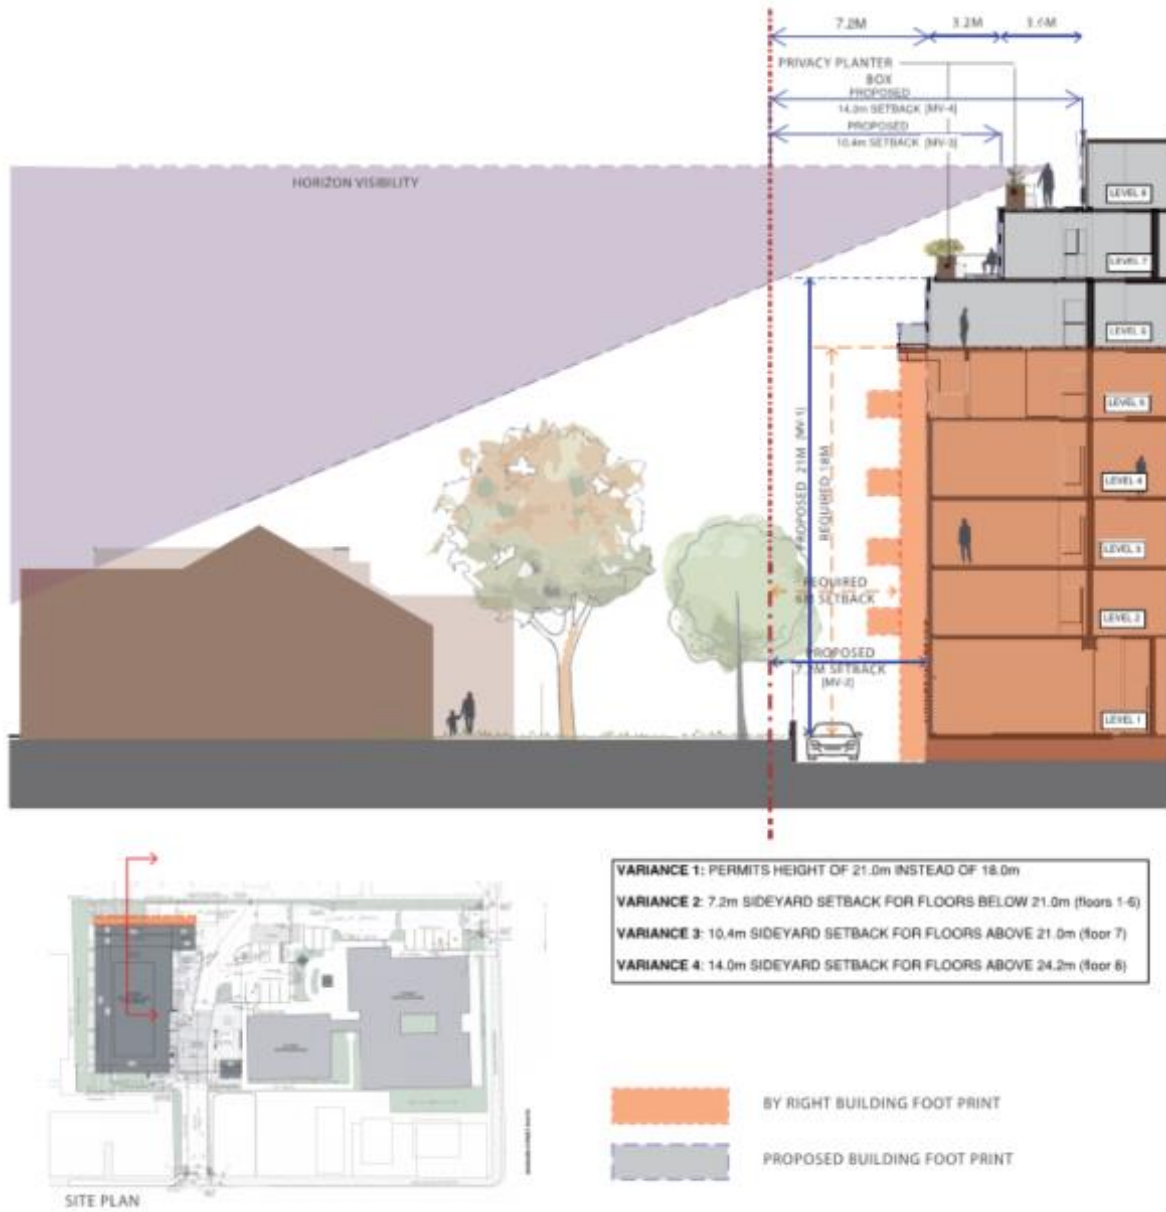 7.2M 3.2M 3.6M
PRIVACY PLANTER
BOX
PROPOSED
14.0m SETBACK [MV-4]
PROPOSED
10.4m SETBACK [MV-3]
HORIZON VISIBILITY
LEVEL 8
LEVEL 7
LEVEL 6
LEVEL 5
LEVEL 4
LEVEL 3
LEVEL 2
LEVEL 1
PROPOSED 21M [MV-1]
REQUIRED 18M
REQUIRED
6M SETBACK
PROPOSED
7.2M SETBACK
[MV-2]
VARIANCE 1: PERMITS HEIGHT OF 21.0m INSTEAD OF 18.0m
VARIANCE 2: 7.2m SIDEYARD SETBACK FOR FLOORS BELOW 21.0m (floors 1-6)
VARIANCE 3: 10.4m SIDEYARD SETBACK FOR FLOORS ABOVE 21.0m (floor 7)
VARIANCE 4: 14.0m SIDEYARD SETBACK FOR FLOORS ABOVE 24.2m (floor 8)
BY RIGHT BUILDING FOOT PRINT
PROPOSED BUILDING FOOT PRINT
SITE PLAN